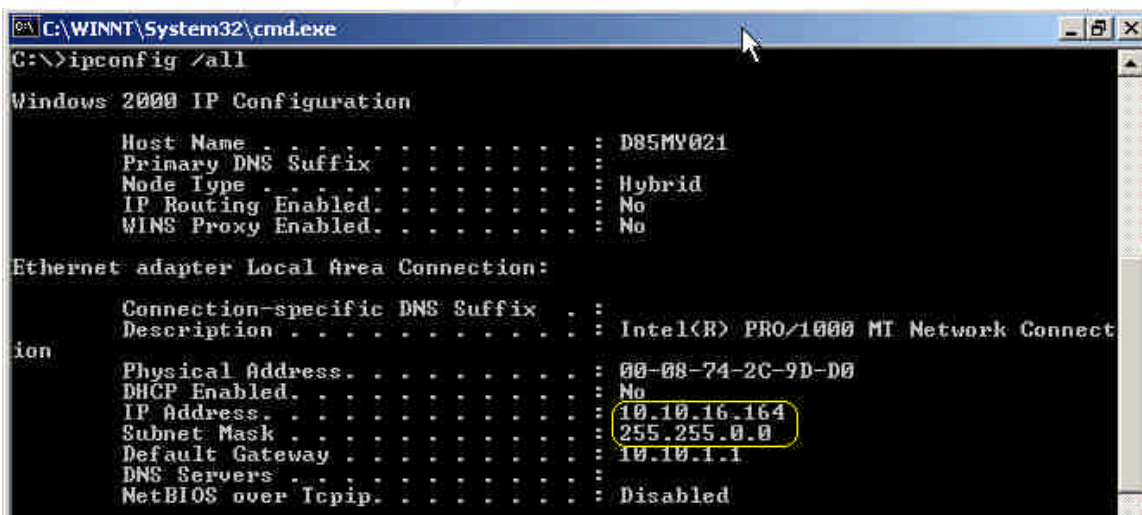 C:\WINNT\System32\cmd.exe
C:\>ipconfig /all
Windows 2000 IP Configuration
Host Name . . . . . . . . . . . . : D85MY021
Primary DNS Suffix . . . . . . . :
Node Type . . . . . . . . . . . . : Hybrid
IP Routing Enabled. . . . . . . . : No
WINS Proxy Enabled. . . . . . . . : No
Ethernet adapter Local Area Connection:
Connection-specific DNS Suffix . :
Description . . . . . . . . . . . : Intel(R) PRO/1000 MT Network Connect
ion
Physical Address. . . . . . . . . : 00-08-74-2C-9D-D0
DHCP Enabled. . . . . . . . . . . : No
IP Address. . . . . . . . . . . . : 10.10.16.164
Subnet Mask . . . . . . . . . . . : 255.255.0.0
Default Gateway . . . . . . . . . : 10.10.1.1
DNS Servers . . . . . . . . . . . :
NetBIOS over Tcpip. . . . . . . . : Disabled